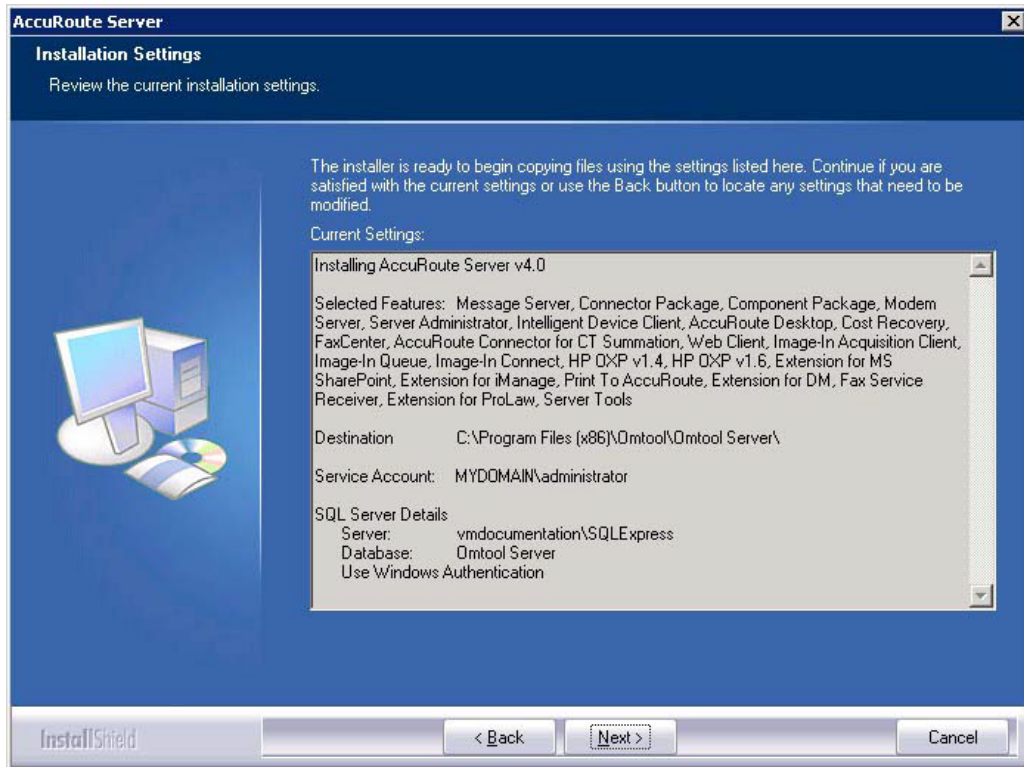 AccuRoute Server
Installation Settings
Review the current installation settings.
The installer is ready to begin copying files using the settings listed here. Continue if you are
satisfied with the current settings or use the Back button to locate any settings that need to be
modified.
Current Settings:
Installing AccuRoute Server v4.0
Selected Features: Message Server, Connector Package, Component Package, Modem
Server, Server Administrator, Intelligent Device Client, AccuRoute Desktop, Cost Recovery,
FaxCenter, AccuRoute Connector for CT Summation, Web Client, Image-In Acquisition Client,
Image-In Queue, Image-In Connect, HP OXP v1.4, HP OXP v1.6, Extension for MS
SharePoint, Extension for iManage, Print To AccuRoute, Extension for DM, Fax Service
Receiver, Extension for ProLaw, Server Tools
Destination C:\Program Files (x86)\Omtool\Omtool Server\
Service Account: MYDOMAIN\administrator
SQL Server Details
Server: vmdocumentation\SQLExpress
Database: Omtool Server
Use Windows Authentication
InstallShield
< Back
Next >
Cancel